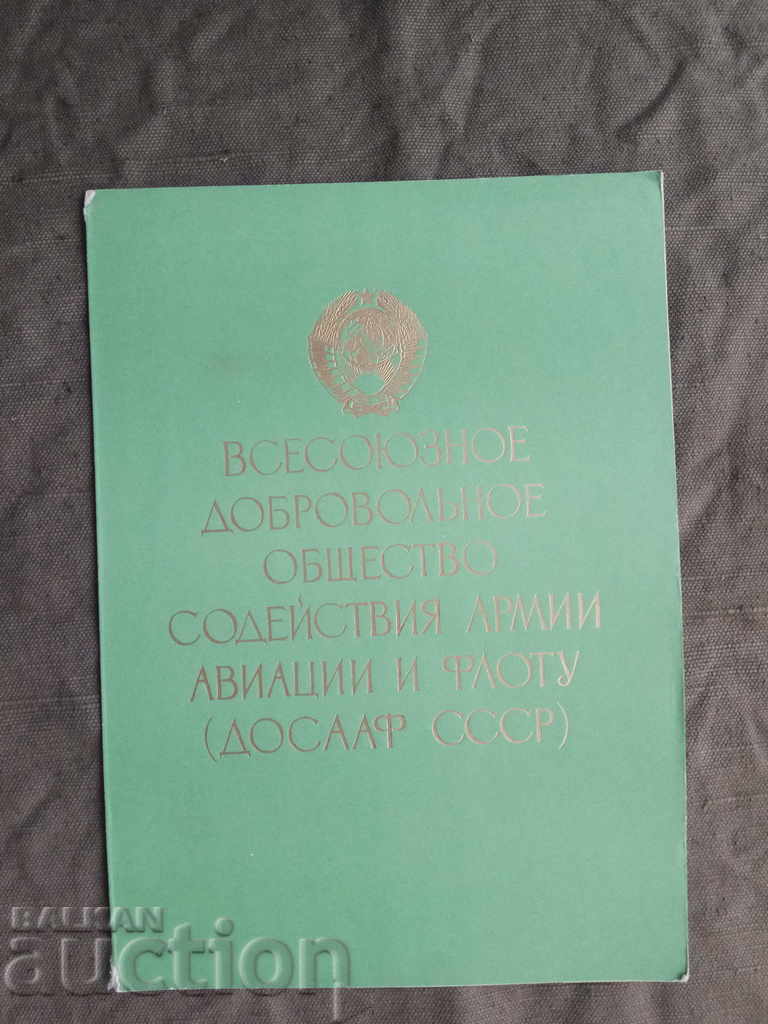 ВСЕСОЮЗНОЕ
ДОБРОВОЛЬНОЕ
ОБЩЕСТВО
СОДЕЙСТВИЯ АРМИИ
АВИАЦИИ И ФЛОТУ
(ДОСААФ СССР)
BALKAN
auction